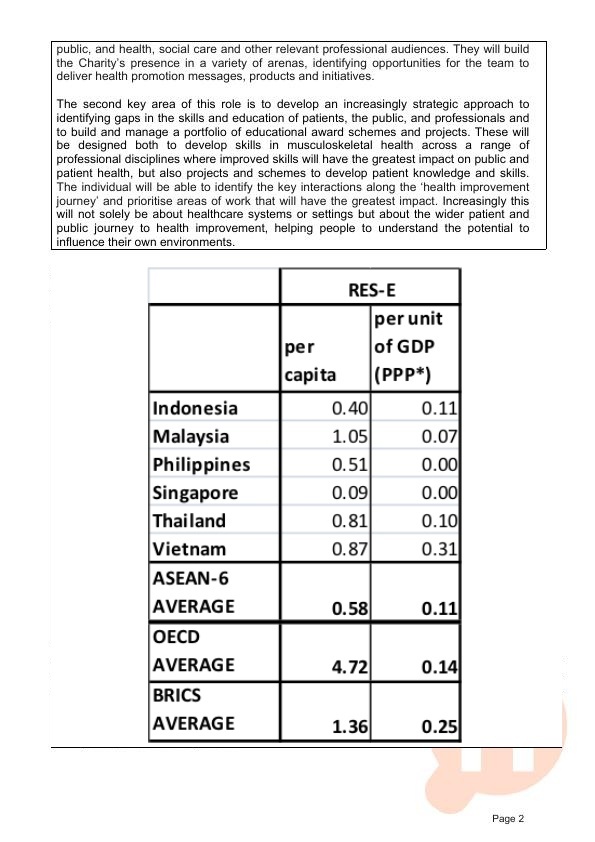 public, and health, social care and other relevant professional audiences. They will build
the Charity's presence in a variety of arenas, identifying opportunities for the team to
deliver health promotion messages, products and initiatives.
The second key area of this role is to develop an increasingly strategic approach to
identifying gaps in the skills and education of patients, the public, and professionals and
to build and manage a portfolio of educational award schemes and projects. These will
be designed both to develop skills in musculoskeletal health across a range of
professional disciplines where improved skills will have the greatest impact on public and
patient health, but also projects and schemes to develop patient knowledge and skills.
The individual will be able to identify the key interactions along the 'health improvement
journey' and prioritise areas of work that will have the greatest impact. Increasingly this
will not solely be about healthcare systems or settings but about the wider patient and
public journey to health improvement, helping people to understand the potential to
influence their own environments.
RES-E
per capita
per unit of GDP (PPP*)
Indonesia 0.40 0.11
Malaysia 1.05 0.07
Philippines 0.51 0.00
Singapore 0.09 0.00
Thailand 0.81 0.10
Vietnam 0.87 0.31
ASEAN-6
AVERAGE 0.58 0.11
OECD
AVERAGE 4.72 0.14
BRICS
AVERAGE 1.36 0.25
Page 2